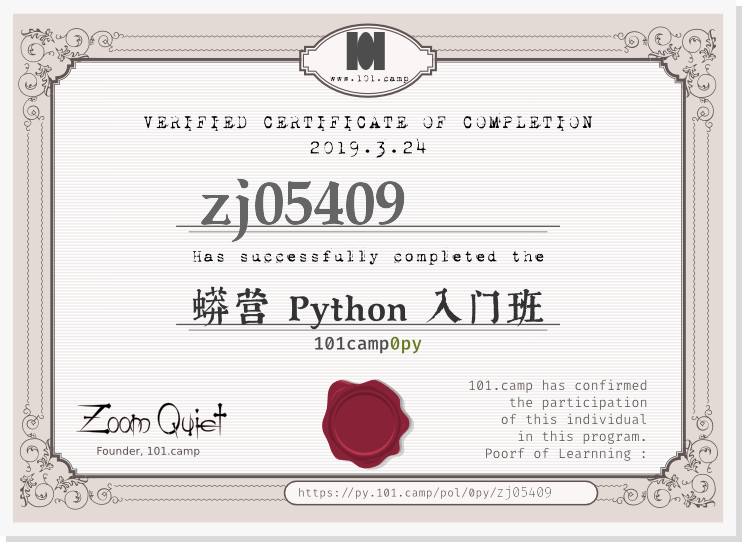 101
www.101.camp
VERIFIED CERTIFICATE OF COMPLETION
2019.3.24
zj05409
Has successfully completed the
蟒营 Python 入门班
101camp0py
101.camp has confirmed
the participation
of this individual
in this program.
Poorf of Learnning :
Zoom Quiet
Founder, 101.camp
https://py.101.camp/pol/0py/zj05409